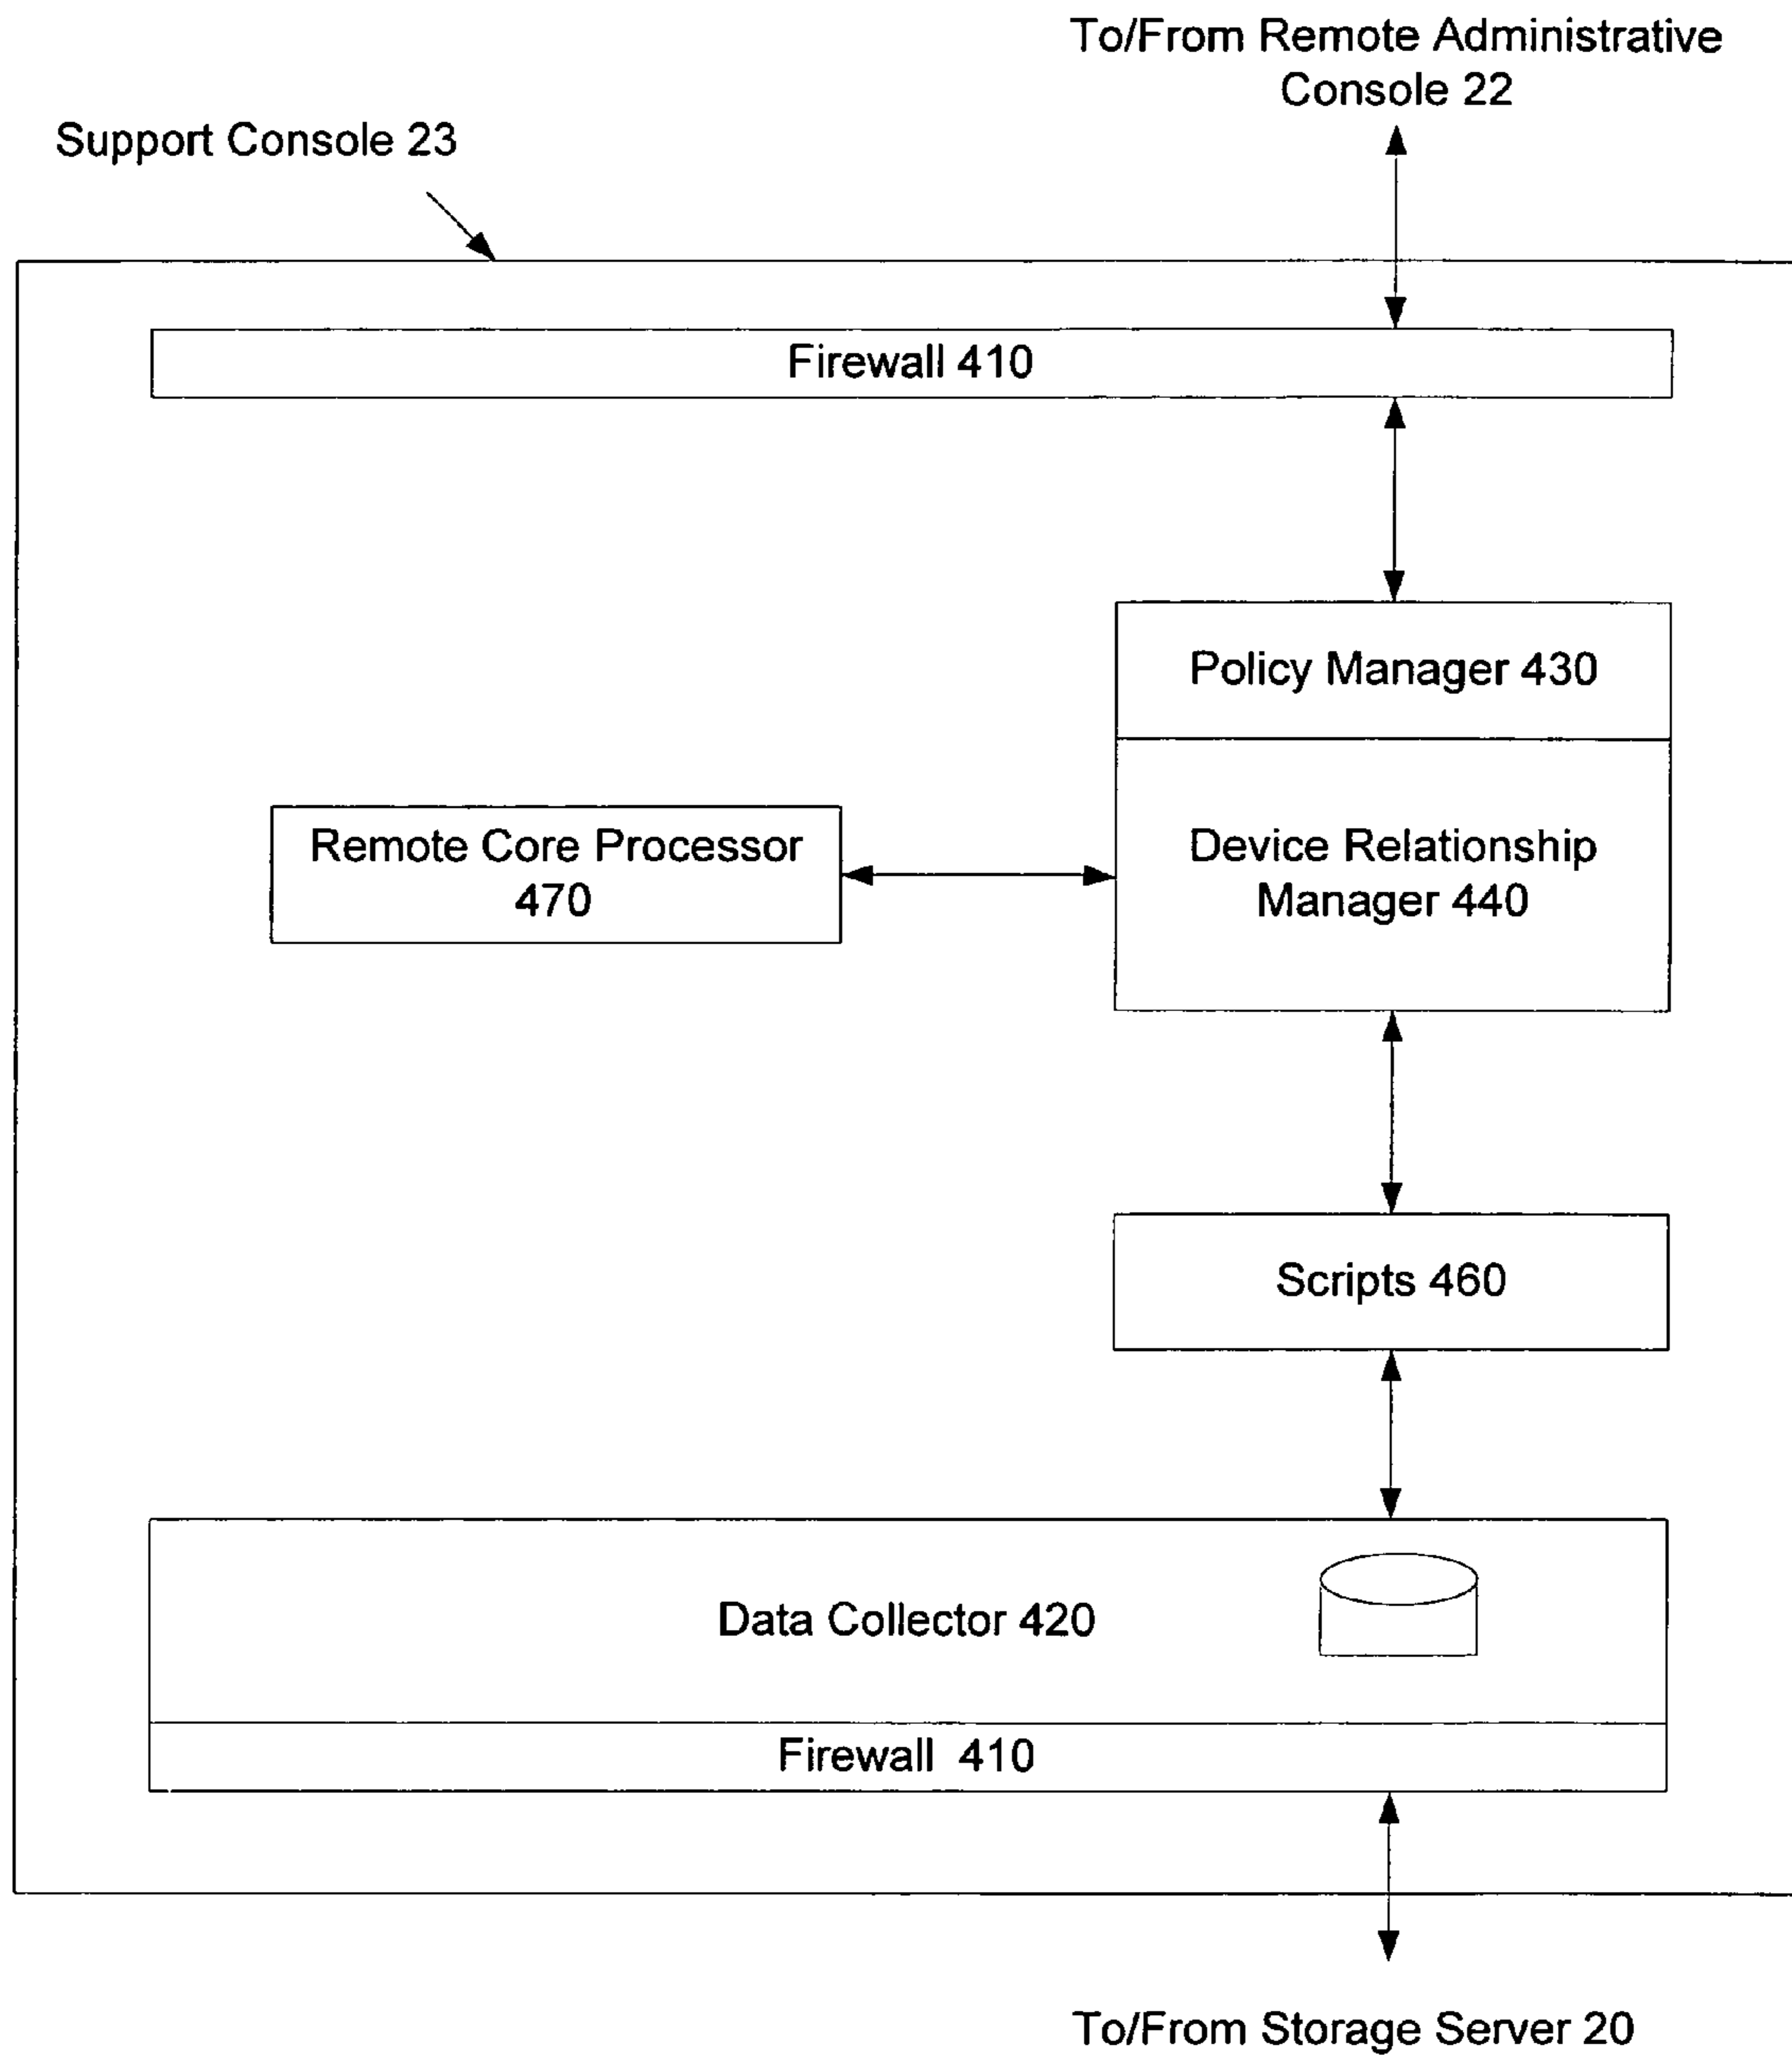 To/From Remote Administrative
Console 22
Support Console 23
Firewall 410
Policy Manager 430
Remote Core Processor
470
Device Relationship
Manager 440
Scripts 460
Data Collector 420
Firewall 410
To/From Storage Server 20